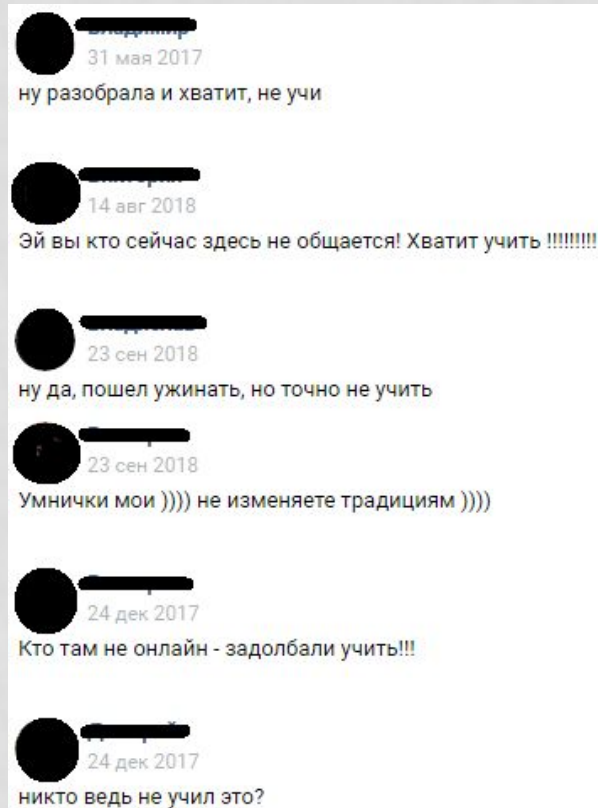 31 мая 2017
ну разобрала и хватит, не учи
14 авг 2018
Эй вы кто сейчас здесь не общается! Хватит учить !!!!!!!!!
23 сен 2018
ну да, пошел ужинать, но точно не учить
23 сен 2018
Умнички мои )))) не изменяете традициям ))))
24 дек 2017
Кто там не онлайн - задолбали учить!!!
24 дек 2017
никто ведь не учил это?